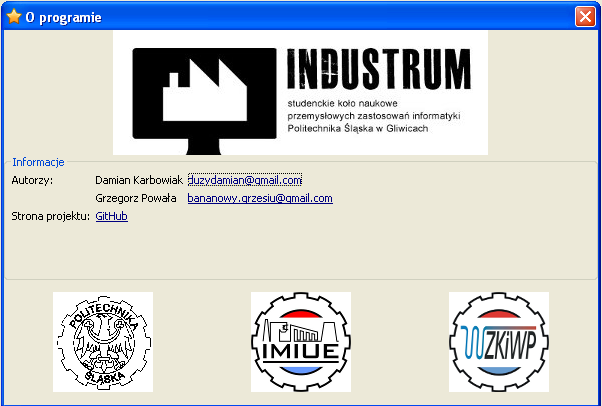 O programie
INDUSTRUM
studenckie koło naukowe
przemysłowych zastosowań informatyki
Politechnika Śląska w Gliwicach
Informacje
Autorzy: Damian Karbowiak duzydamian@gmail.com
Grzegorz Powała bananowy.grzesiu@gmail.com
Strona projektu: GitHub
POLITECHNIKA
ŚLĄSKA
IMIUE
ZKiWP